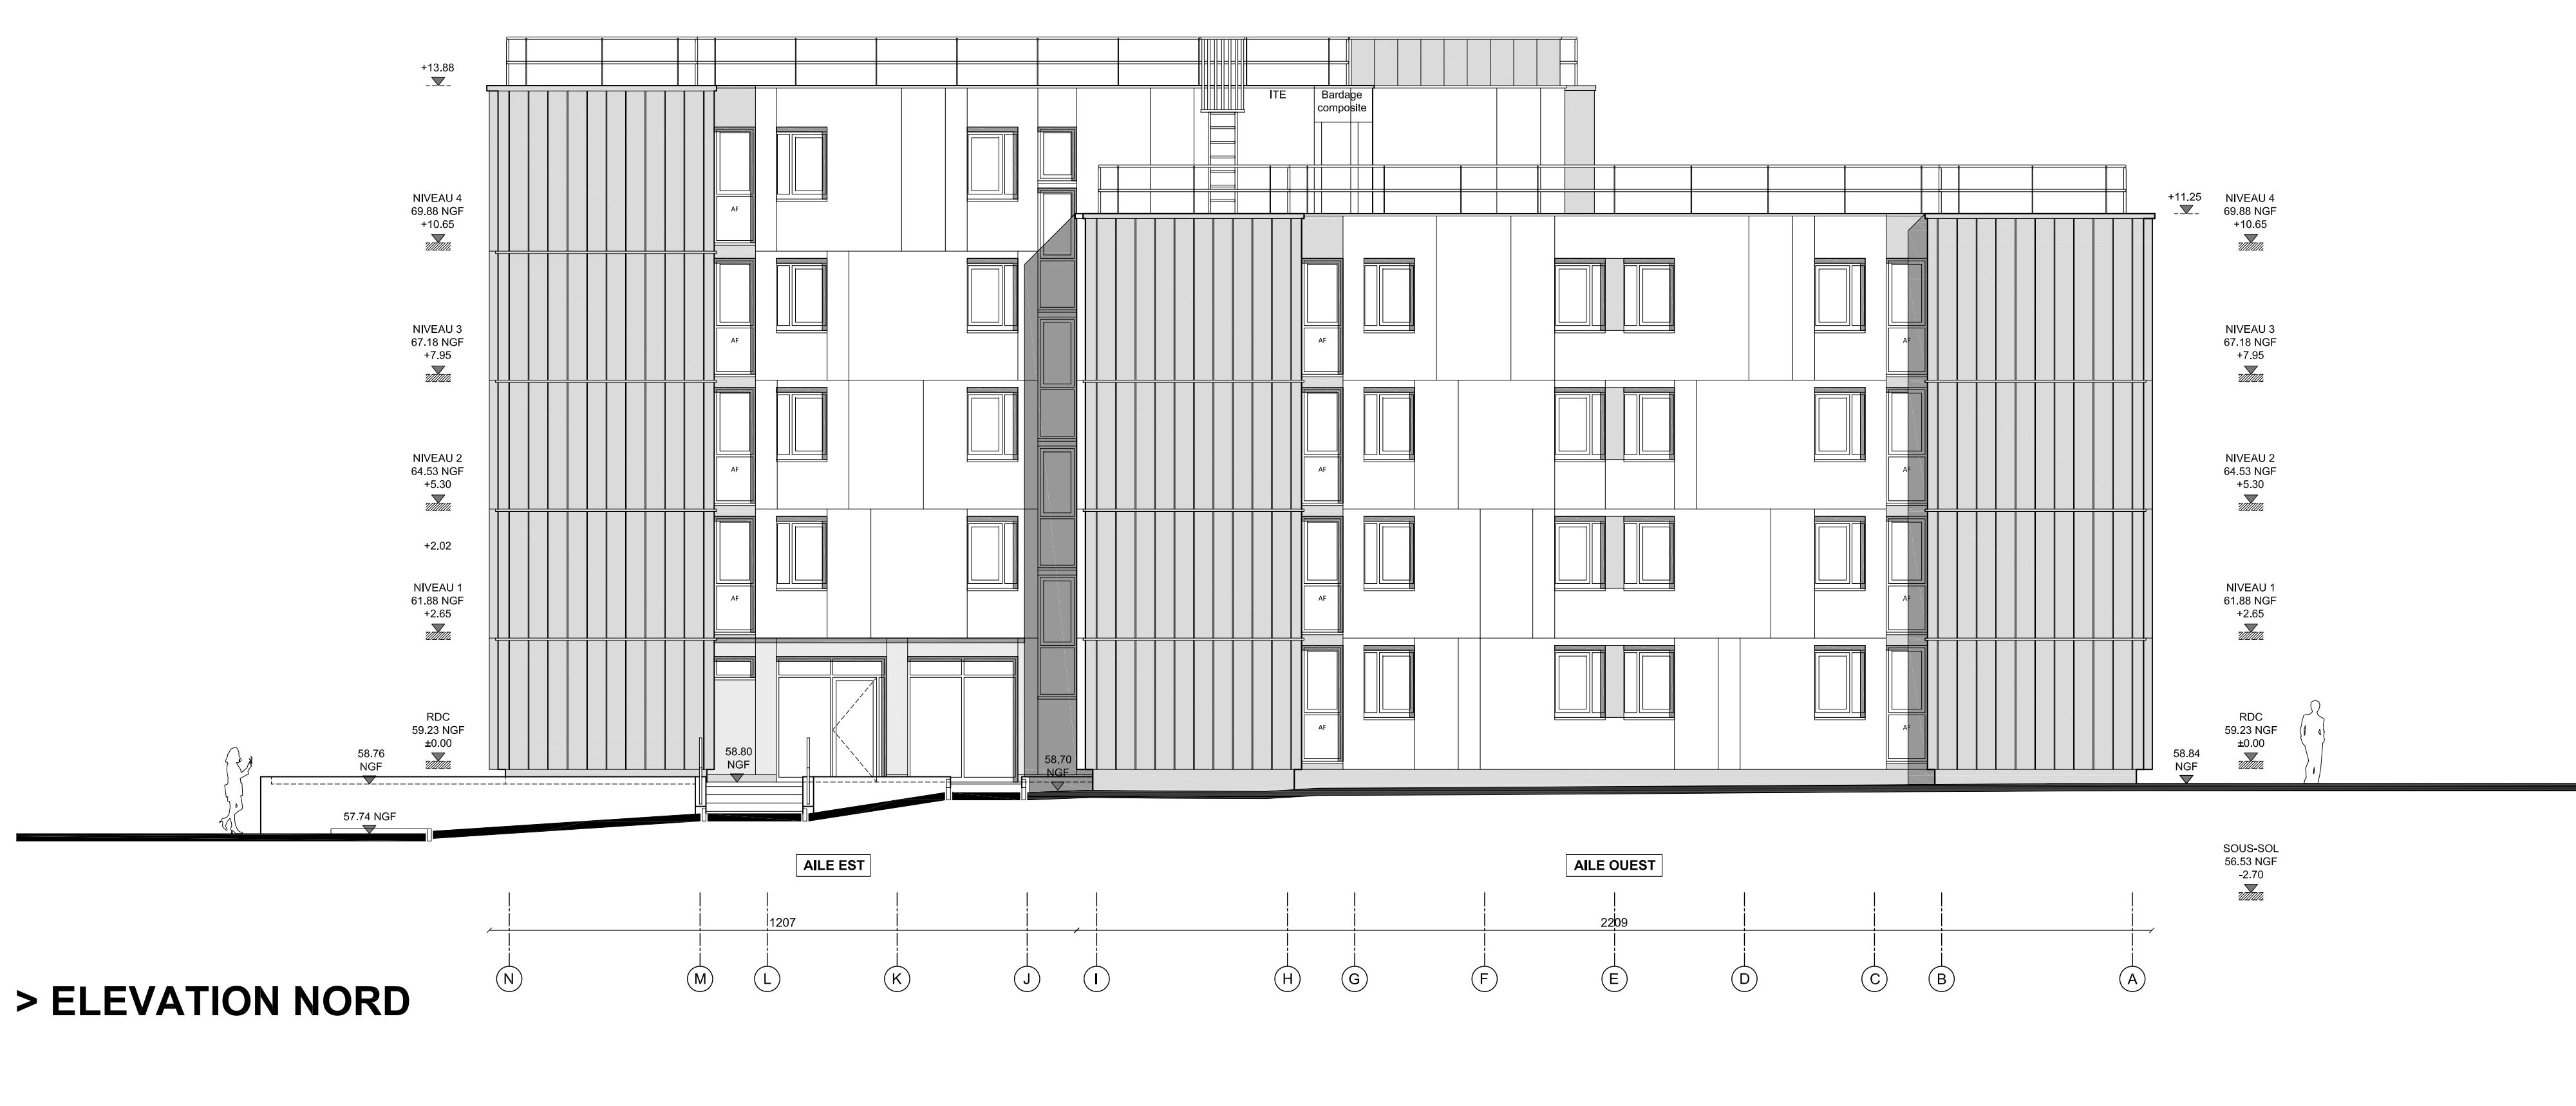 +13.88
ITE
Bardage
composite
NIVEAU 4
69.88 NGF
+10.65
AF
+11.25
NIVEAU 4
69.88 NGF
+10.65
NIVEAU 3
67.18 NGF
+7.95
AF
AF
AF
NIVEAU 3
67.18 NGF
+7.95
NIVEAU 2
64.53 NGF
+5.30
AF
AF
AF
NIVEAU 2
64.53 NGF
+5.30
+2.02
NIVEAU 1
61.88 NGF
+2.65
AF
AF
AF
NIVEAU 1
61.88 NGF
+2.65
RDC
59.23 NGF
±0.00
AF
AF
RDC
59.23 NGF
±0.00
58.76
NGF
58.80
NGF
58.70
NGF
58.84
NGF
57.74 NGF
AILE EST
AILE OUEST
SOUS-SOL
56.53 NGF
-2.70
1207
2209
N
M
L
K
J
I
H
G
F
E
D
C
B
A
> ELEVATION NORD